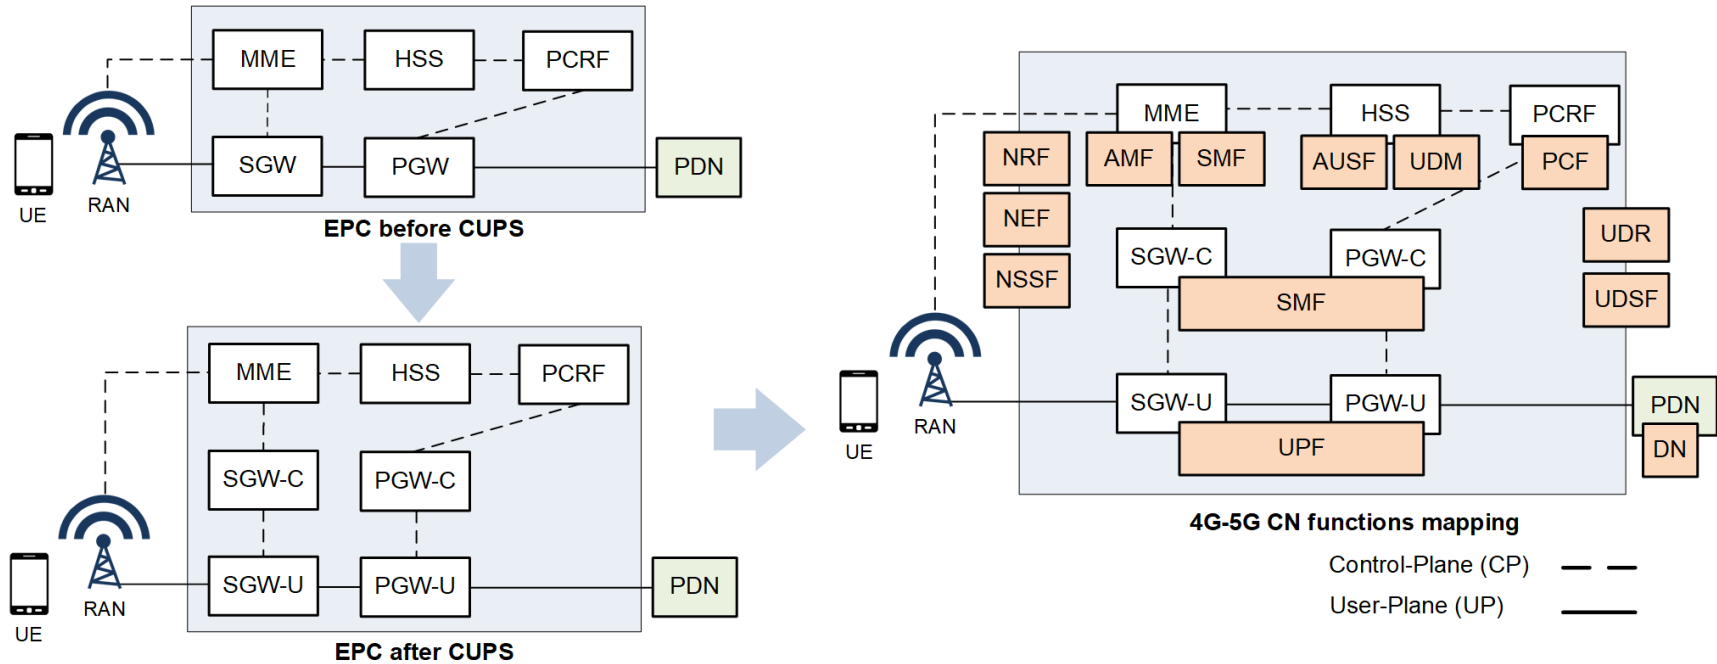 MME
HSS
PCRF
SGW
PGW
PDN
UE
RAN
EPC before CUPS
MME
HSS
PCRF
SGW-C
PGW-C
SGW-U
PGW-U
PDN
RAN
UE
EPC after CUPS
MME
HSS
PCRF
NRF
AMF
SMF
AUSF
UDM
PCF
NEF
UDR
SGW-C
PGW-C
NSSF
SMF
UDSF
SGW-U
PGW-U
PDN
UE
RAN
UPF
DN
4G-5G CN functions mapping
Control-Plane (CP)
User-Plane (UP)